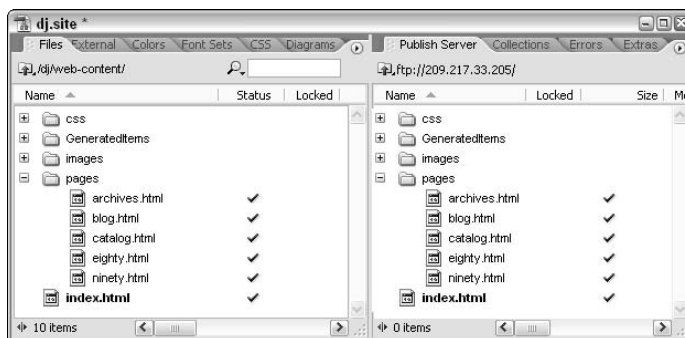 dj.site *
Files External Colors Font Sets CSS Diagrams
/dj/web-content/
Name Status Locked
css
GeneratedItems
images
pages
archives.html
blog.html
catalog.html
eighty.html
ninety.html
index.html
10 items
Publish Server Collections Errors Extras
ftp://209.217.33.205/
Name Locked Size Mo
css
GeneratedItems
images
pages
archives.html
blog.html
catalog.html
eighty.html
ninety.html
index.html
0 items